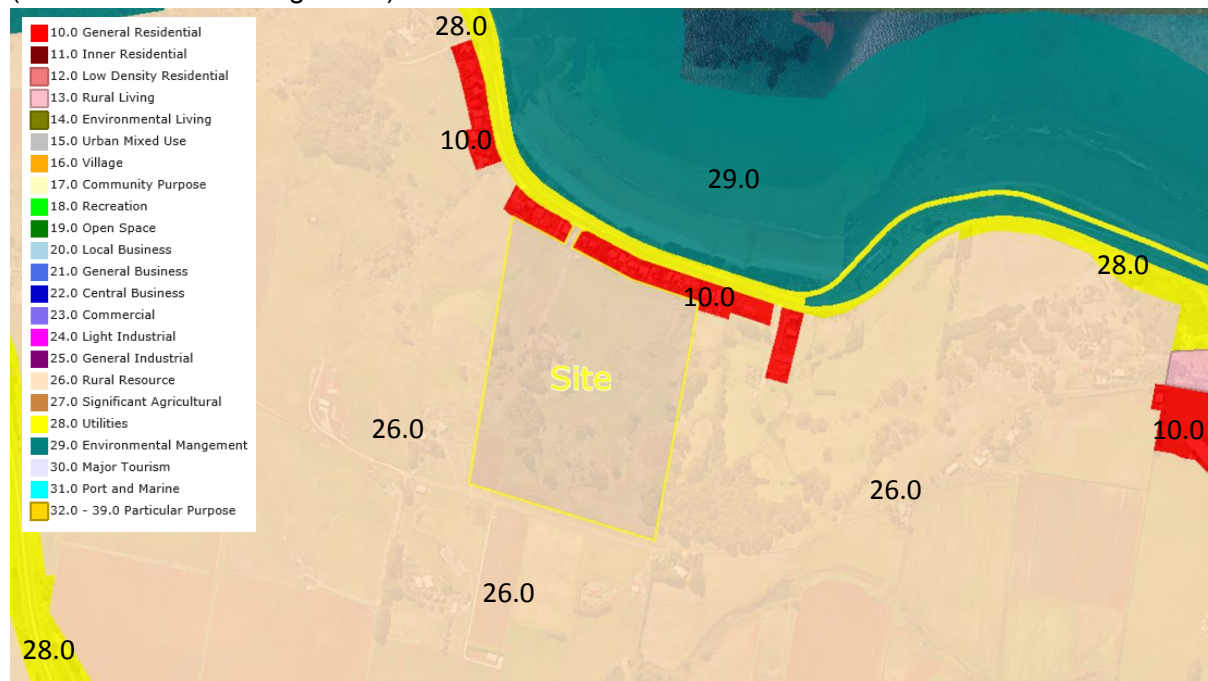 10.0 General Residential
11.0 Inner Residential
12.0 Low Density Residential
13.0 Rural Living
14.0 Environmental Living
15.0 Urban Mixed Use
16.0 Village
17.0 Community Purpose
18.0 Recreation
19.0 Open Space
20.0 Local Business
21.0 General Business
22.0 Central Business
23.0 Commercial
24.0 Light Industrial
25.0 General Industrial
26.0 Rural Resource
27.0 Significant Agricultural
28.0 Utilities
29.0 Environmental Mangement
30.0 Major Tourism
31.0 Port and Marine
32.0 - 39.0 Particular Purpose
28.0
10.0
29.0
28.0
10.0
Site
26.0
10.0
26.0
26.0
28.0